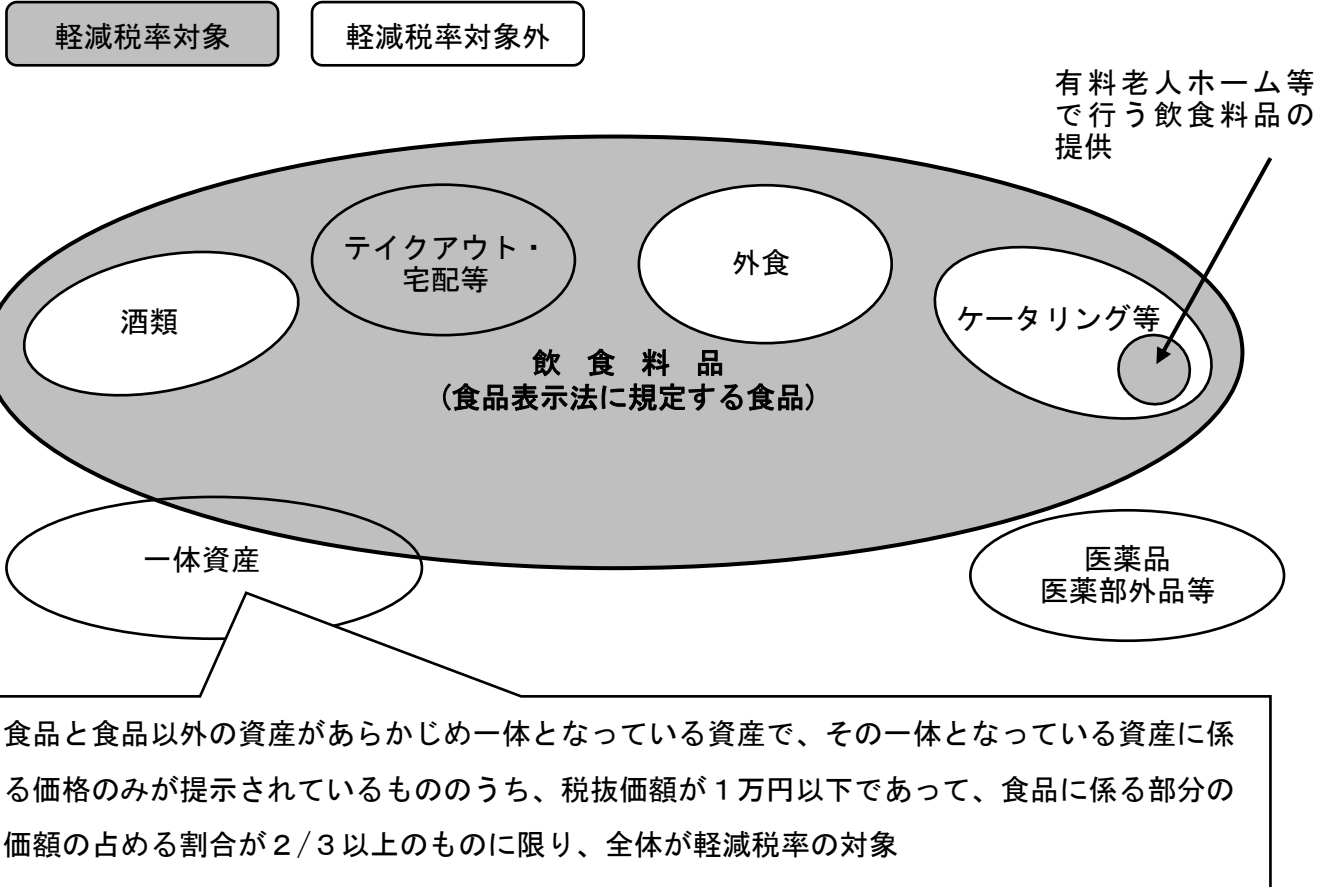 軽減税率対象
軽減税率対象外
有料老人ホーム等
で行う飲食料品の
提供
テイクアウト・
宅配等
外食
酒類
ケータリング等
飲食料品
(食品表示法に規定する食品)
一体資産
医薬品
医薬部外品等
食品と食品以外の資産があらかじめ一体となっている資産で、その一体となっている資産に係
る価格のみが提示されているもののうち、税抜価額が1万円以下であって、食品に係る部分の
価額の占める割合が2/3以上のものに限り、全体が軽減税率の対象